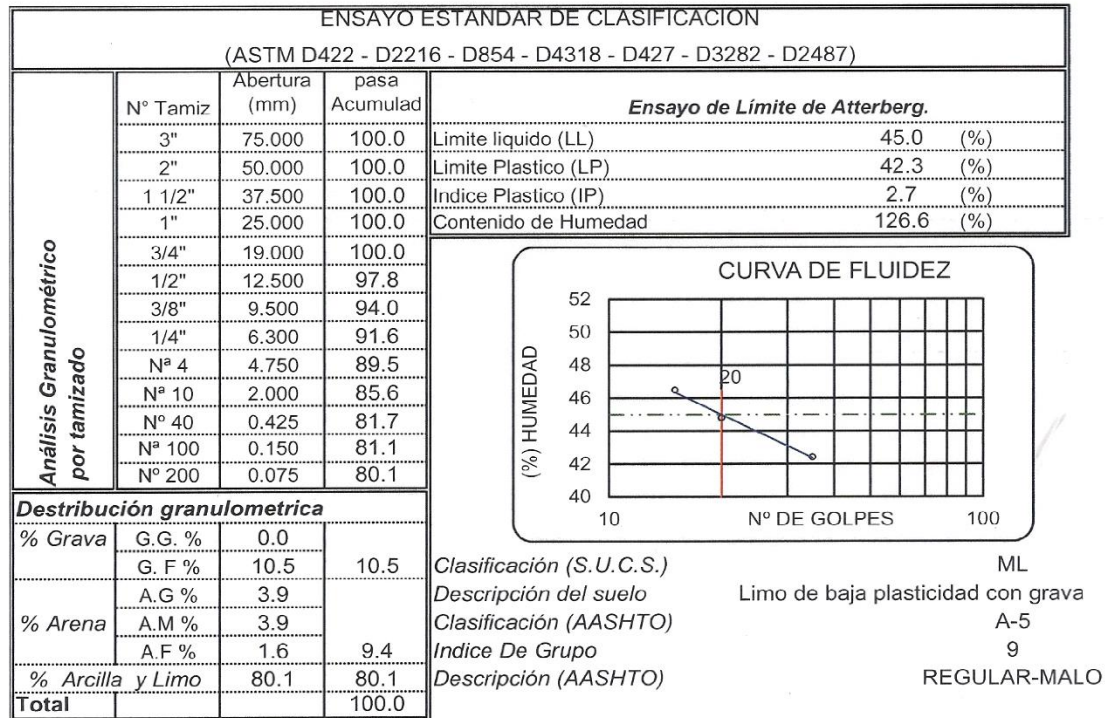 ENSAYO ESTANDAR DE CLASIFICACION
(ASTM D422 - D2216 - D854 - D4318 - D427 - D3282 - D2487)
Análisis Granulométrico
por tamizado
N° Tamiz Abertura (mm) pasa Acumulad
3" 75.000 100.0
2" 50.000 100.0
1 1/2" 37.500 100.0
1" 25.000 100.0
3/4" 19.000 100.0
1/2" 12.500 97.8
3/8" 9.500 94.0
1/4" 6.300 91.6
Nª 4 4.750 89.5
Nª 10 2.000 85.6
Nº 40 0.425 81.7
Nª 100 0.150 81.1
Nº 200 0.075 80.1
Ensayo de Límite de Atterberg.
Limite liquido (LL) 45.0 (%)
Limite Plastico (LP) 42.3 (%)
Indice Plastico (IP) 2.7 (%)
Contenido de Humedad 126.6 (%)
CURVA DE FLUIDEZ
(%) HUMEDAD
52
50
48
46
44
42
40
20
10 Nº DE GOLPES 100
Destribución granulometrica
% Grava G.G. % 0.0
G. F % 10.5 10.5
A.G % 3.9
% Arena A.M % 3.9
A.F % 1.6 9.4
% Arcilla y Limo 80.1 80.1
Total 100.0
Clasificación (S.U.C.S.) ML
Descripción del suelo Limo de baja plasticidad con grava
Clasificación (AASHTO) A-5
Indice De Grupo 9
Descripción (AASHTO) REGULAR-MALO